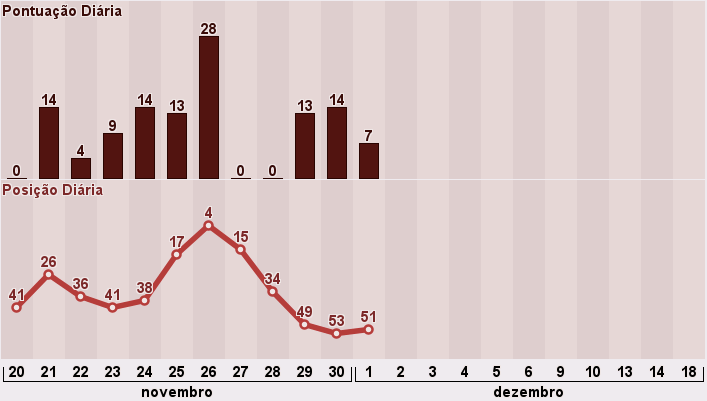 Pontuação Diária
0 14 4 9 14 13 28 0 0 13 14 7
Posição Diária
41 26 36 41 38 17 4 15 34 49 53 51
20 21 22 23 24 25 26 27 28 29 30 1 2 3 4 5 6 9 10 13 14 18
novembro dezembro